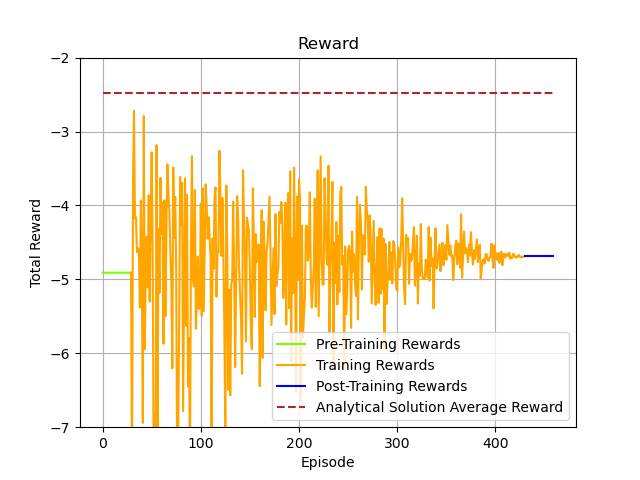 Reward
−2
−3
−4
−5
−6
−7
Total Reward
0
100
200
300
400
Episode
Pre-Training Rewards
Training Rewards
Post-Training Rewards
Analytical Solution Average Reward